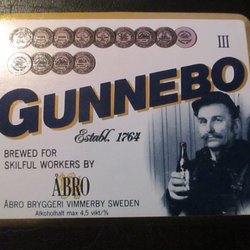 III
GUNNEBO
Establ. 1764
BREWED FOR
SKILFUL WORKERS BY
ÅBRO
ÅBRO BRYGGERI VIMMERBY SWEDEN
Alkoholhalt max 4,5 vikt%